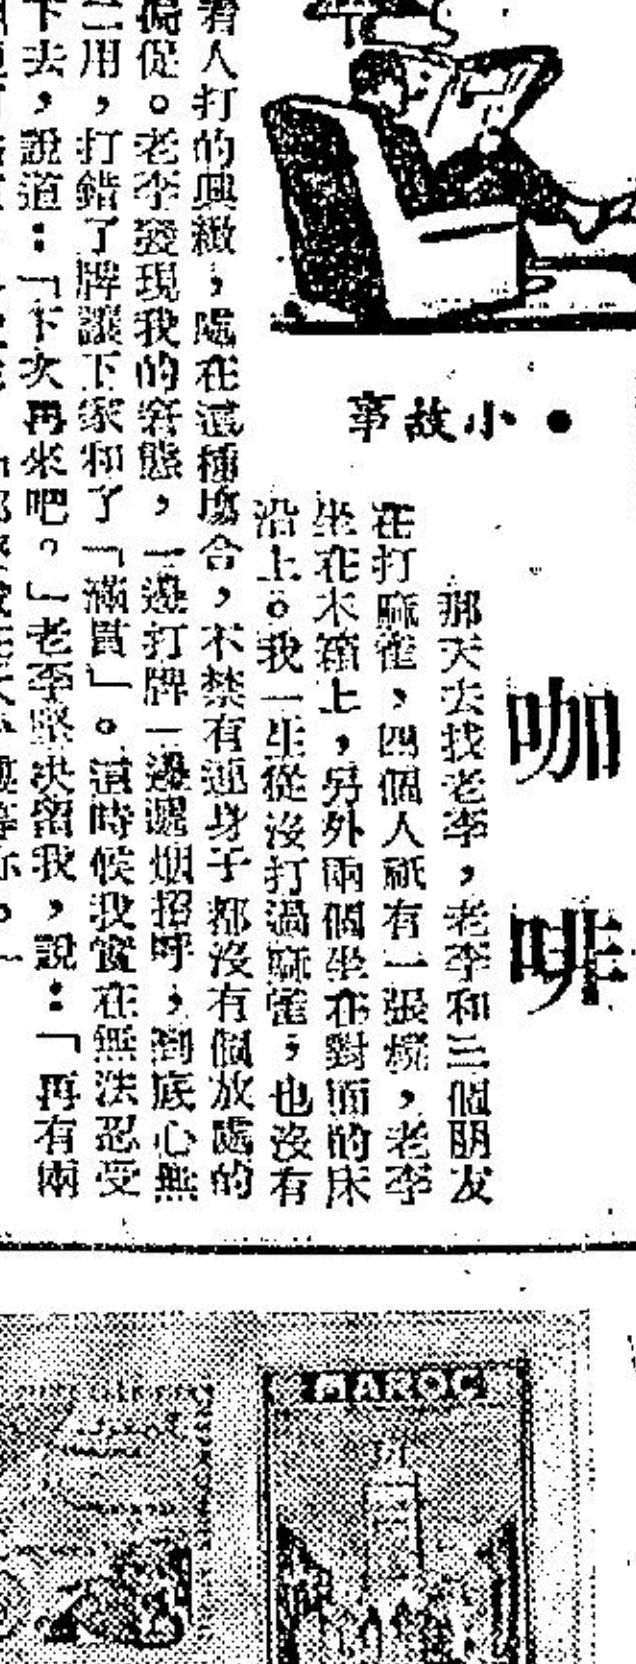 ●小故事
咖啡
那天去找老李，老李和三個朋友
在打麻雀，四個人祇有一張櫈，老李
坐在木箱上，另外兩個坐在對面的床
沿上。我一生從沒打過麻雀，也沒有
看人打的興緻，處在這種塲合，不禁有連身子都沒有個放處的
侷促。老李發現我的窘態，一邊打牌一邊遞烟招呼，到底心無
二用，打錯了牌讓下家和了「滿貫」。這時候我實在無法忍受
下去，說道：「下次再來吧。」老李堅决留我，說：「再有兩
MAROC